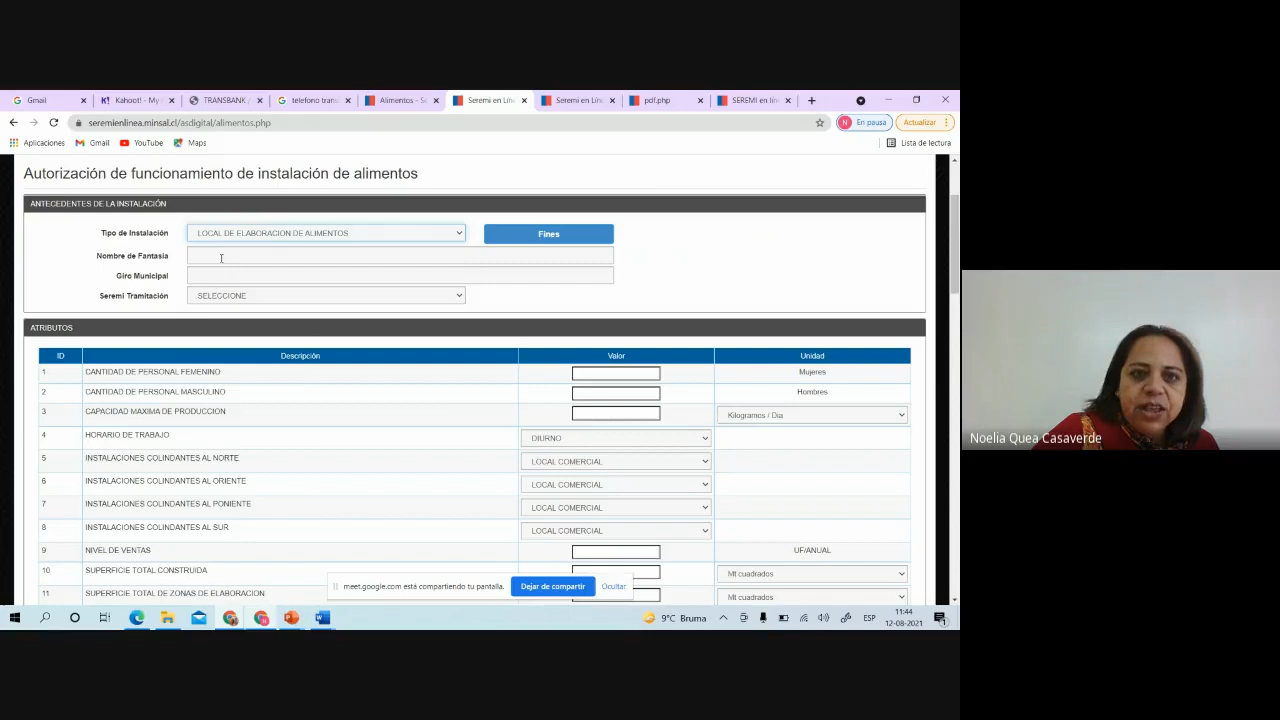 Gmail
Kahoot! - My
TRANSBANK
telefono trans
Alimentos - S
Seremi en Lín
Seremi en Lín
pdf.php
SEREMI en lín
seremienlinea.minsal.cl/asdigital/alimentos.php
N
En pausa
Actualizar
Aplicaciones
Gmail
YouTube
Maps
Lista de lectura
Autorización de funcionamiento de instalación de alimentos
ANTECEDENTES DE LA INSTALACIÓN
Tipo de Instalación
LOCAL DE ELABORACION DE ALIMENTOS
Fines
Nombre de Fantasía
Giro Municipal
Seremi Tramitación
SELECCIONE
ATRIBUTOS
ID Descripción Valor Unidad
1 CANTIDAD DE PERSONAL FEMENINO Mujeres
2 CANTIDAD DE PERSONAL MASCULINO Hombres
3 CAPACIDAD MAXIMA DE PRODUCCION Kilogramos / Dia
4 HORARIO DE TRABAJO DIURNO
5 INSTALACIONES COLINDANTES AL NORTE LOCAL COMERCIAL
6 INSTALACIONES COLINDANTES AL ORIENTE LOCAL COMERCIAL
7 INSTALACIONES COLINDANTES AL PONIENTE LOCAL COMERCIAL
8 INSTALACIONES COLINDANTES AL SUR LOCAL COMERCIAL
9 NIVEL DE VENTAS UF/ANUAL
10 SUPERFICIE TOTAL CONSTRUIDA Mt cuadrados
11 SUPERFICIE TOTAL DE ZONAS DE ELABORACION Mt cuadrados
meet.google.com está compartiendo tu pantalla.
Dejar de compartir
Ocultar
9°C Bruma
ESP
11:44
12-08-2021
Noelia Quea Casaverde